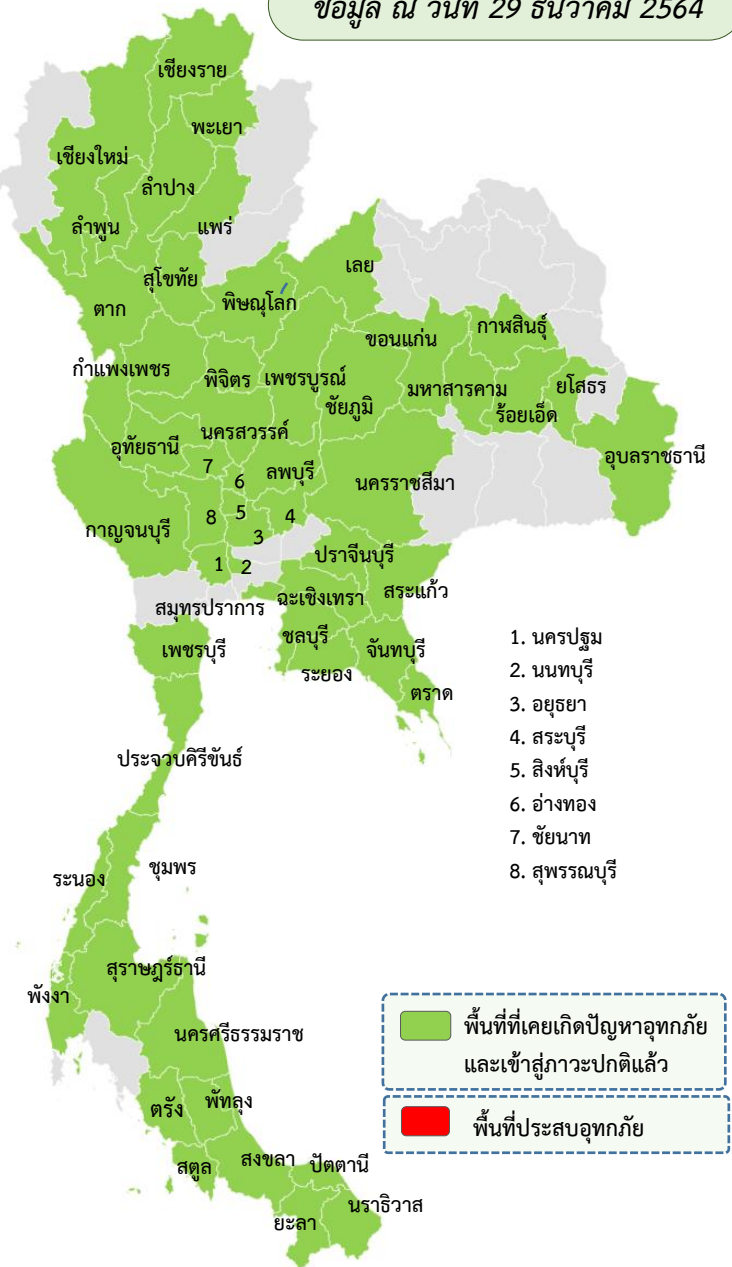 ข้อมูล ณ วันที่ 29 ธันวาคม 2564
เชียงราย
พะเยา
เชียงใหม่
ลำปาง
ลำพูน
แพร่
เลย
สุโขทัย
ตาก
พิษณุโลก
ขอนแก่น
กาฬสินธุ์
กำแพงเพชร
พิจิตร
เพชรบูรณ์
มหาสารคาม
ยโสธร
ชัยภูมิ
ร้อยเอ็ด
นครสวรรค์
อุทัยธานี
อุบลราชธานี
7
ลพบุรี
6
นครราชสีมา
8
5
4
กาญจนบุรี
3
ปราจีนบุรี
1
2
สระแก้ว
ฉะเชิงเทรา
สมุทรปราการ
ชลบุรี
จันทบุรี
เพชรบุรี
ระยอง
ตราด
1. นครปฐม
2. นนทบุรี
3. อยุธยา
4. สระบุรี
5. สิงห์บุรี
6. อ่างทอง
7. ชัยนาท
8. สุพรรณบุรี
ประจวบคิรีขันธ์
ชุมพร
ระนอง
สุราษฎร์ธานี
พังงา
นครศรีธรรมราช
ตรัง
พัทลุง
สตูล
สงขลา
ปัตตานี
นราธิวาส
ยะลา
พื้นที่ที่เคยเกิดปัญหาอุทกภัย
และเข้าสู่ภาวะปกติแล้ว
พื้นที่ประสบอุทกภัย